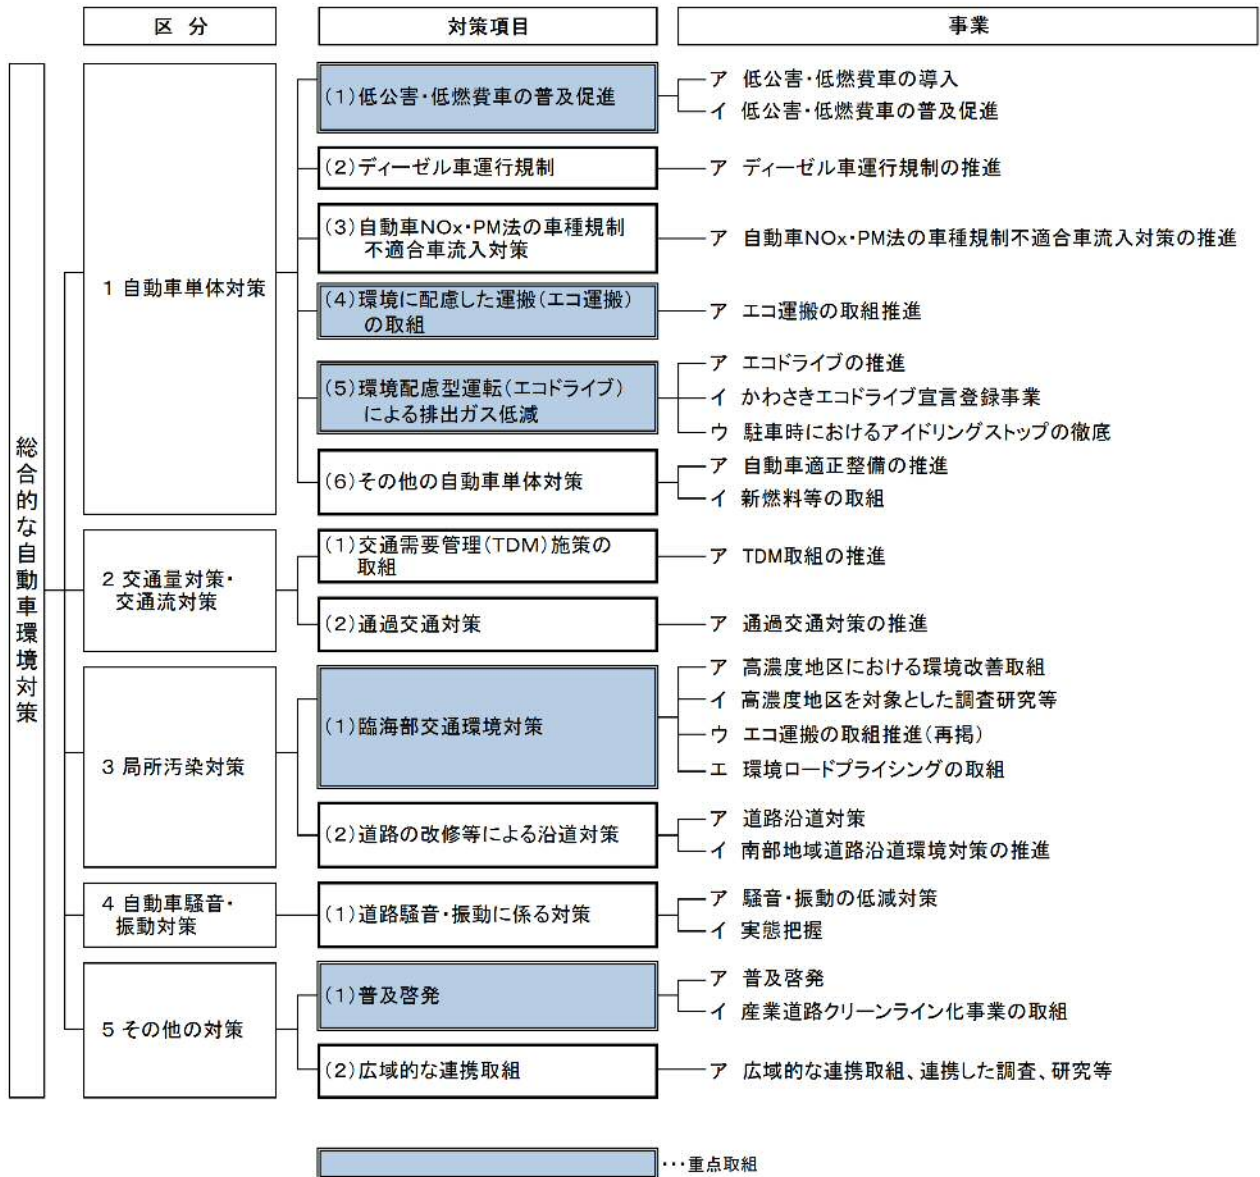 区 分
対策項目
事業
総合的な自動車環境対策
1 自動車単体対策
(1)低公害・低燃費車の普及促進
ア 低公害・低燃費車の導入
イ 低公害・低燃費車の普及促進
(2)ディーゼル車運行規制
ア ディーゼル車運行規制の推進
(3)自動車NOx・PM法の車種規制
不適合車流入対策
ア 自動車NOx・PM法の車種規制不適合車流入対策の推進
(4)環境に配慮した運搬(エコ運搬)
の取組
ア エコ運搬の取組推進
(5)環境配慮型運転(エコドライブ)
による排出ガス低減
ア エコドライブの推進
イ かわさきエコドライブ宣言登録事業
ウ 駐車時におけるアイドリングストップの徹底
(6)その他の自動車単体対策
ア 自動車適正整備の推進
イ 新燃料等の取組
2 交通量対策・
交通流対策
(1)交通需要管理(TDM)施策の
取組
ア TDM取組の推進
(2)通過交通対策
ア 通過交通対策の推進
3 局所汚染対策
(1)臨海部交通環境対策
ア 高濃度地区における環境改善取組
イ 高濃度地区を対象とした調査研究等
ウ エコ運搬の取組推進(再掲)
エ 環境ロードプライシングの取組
(2)道路の改修等による沿道対策
ア 道路沿道対策
イ 南部地域道路沿道環境対策の推進
4 自動車騒音・
振動対策
(1)道路騒音・振動に係る対策
ア 騒音・振動の低減対策
イ 実態把握
5 その他の対策
(1)普及啓発
ア 普及啓発
イ 産業道路クリーンライン化事業の取組
(2)広域的な連携取組
ア 広域的な連携取組、連携した調査、研究等
・・・重点取組